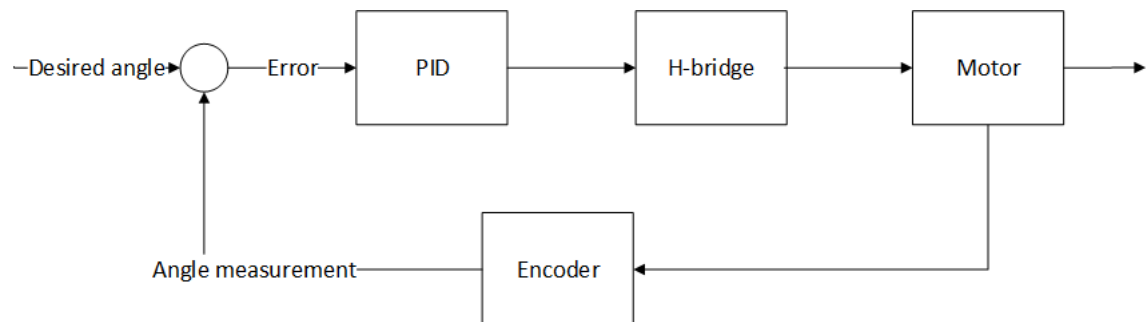 Desired angle
Error
PID
H-bridge
Motor
Angle measurement
Encoder